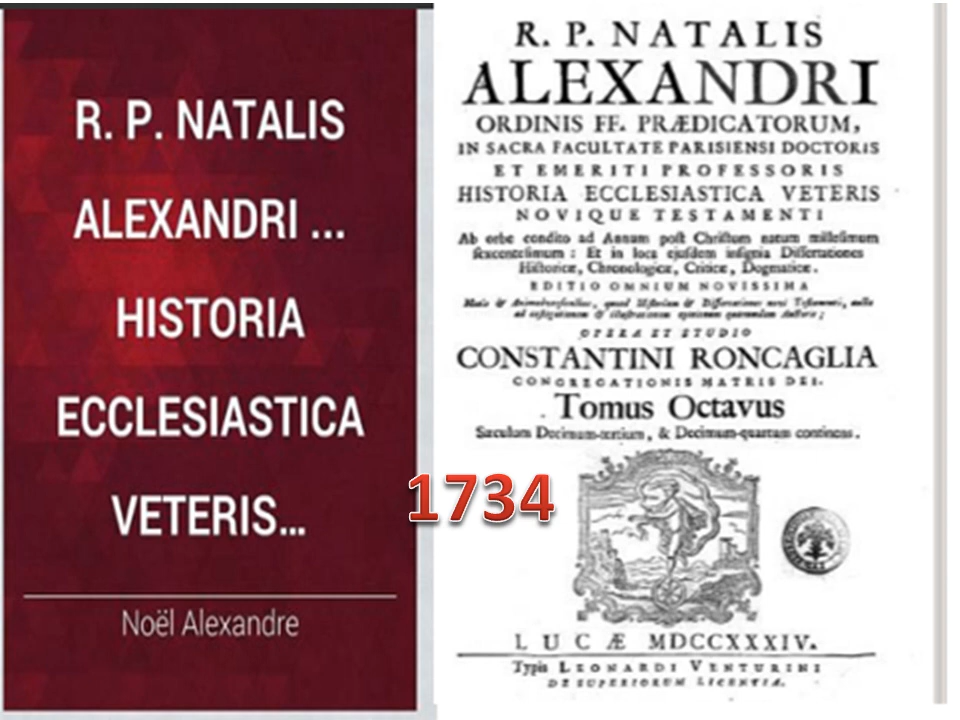 R. P. NATALIS
ALEXANDRI ...
HISTORIA
ECCLESIASTICA
VETERIS...
Noël Alexandre
1734
R. P. NATALIS
ALEXANDRI
ORDINIS FF. PRÆDICATORUM,
IN SACRA FACULTATE PARISIENSI DOCTORIS
ET EMERITI PROFESSORIS
HISTORIA ECCLESIASTICA VETERIS
NOVIQUE TESTAMENTI
Ab orbe condito ad Annum post Christum natum millesimum
sexcentesimum : Et in loca ejusdem insignia Dissertationes
Historicæ, Chronologicæ, Criticæ, Dogmaticæ.
EDITIO OMNIUM NOVISSIMA
OPERA ET STUDIO
CONSTANTINI RONCAGLIA
CONGREGATIONIS MATRIS DEI.
Tomus Octavus
Sæculum Decimum-tertium, & Decimum-quartum continens.
LUCÆ MDCCXXXIV.
Typis LEONARDI VENTURINI
DE SUPERIORUM LICENTIA.